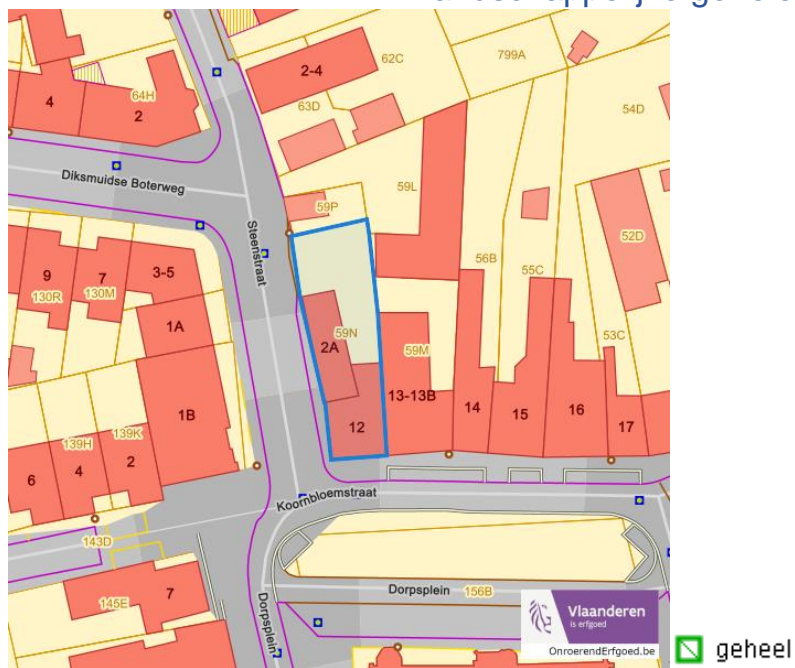 2-4
62C
799A
4
64H
2
63D
54D
Diksmuidse Boterweg
59L
59P
Steenstraat
52D
56B
55C
9
130R
7
130M
3-5
59N
1A
2A
59M
53C
13-13B
14
15
16
17
1B
12
139H
139K
6
4
2
Koornbloemstraat
143D
Dorpsplein
156B
145E
7
Dorpsplein
Vlaanderen
is erfgoed
OnroerendErfgoed.be
geheel